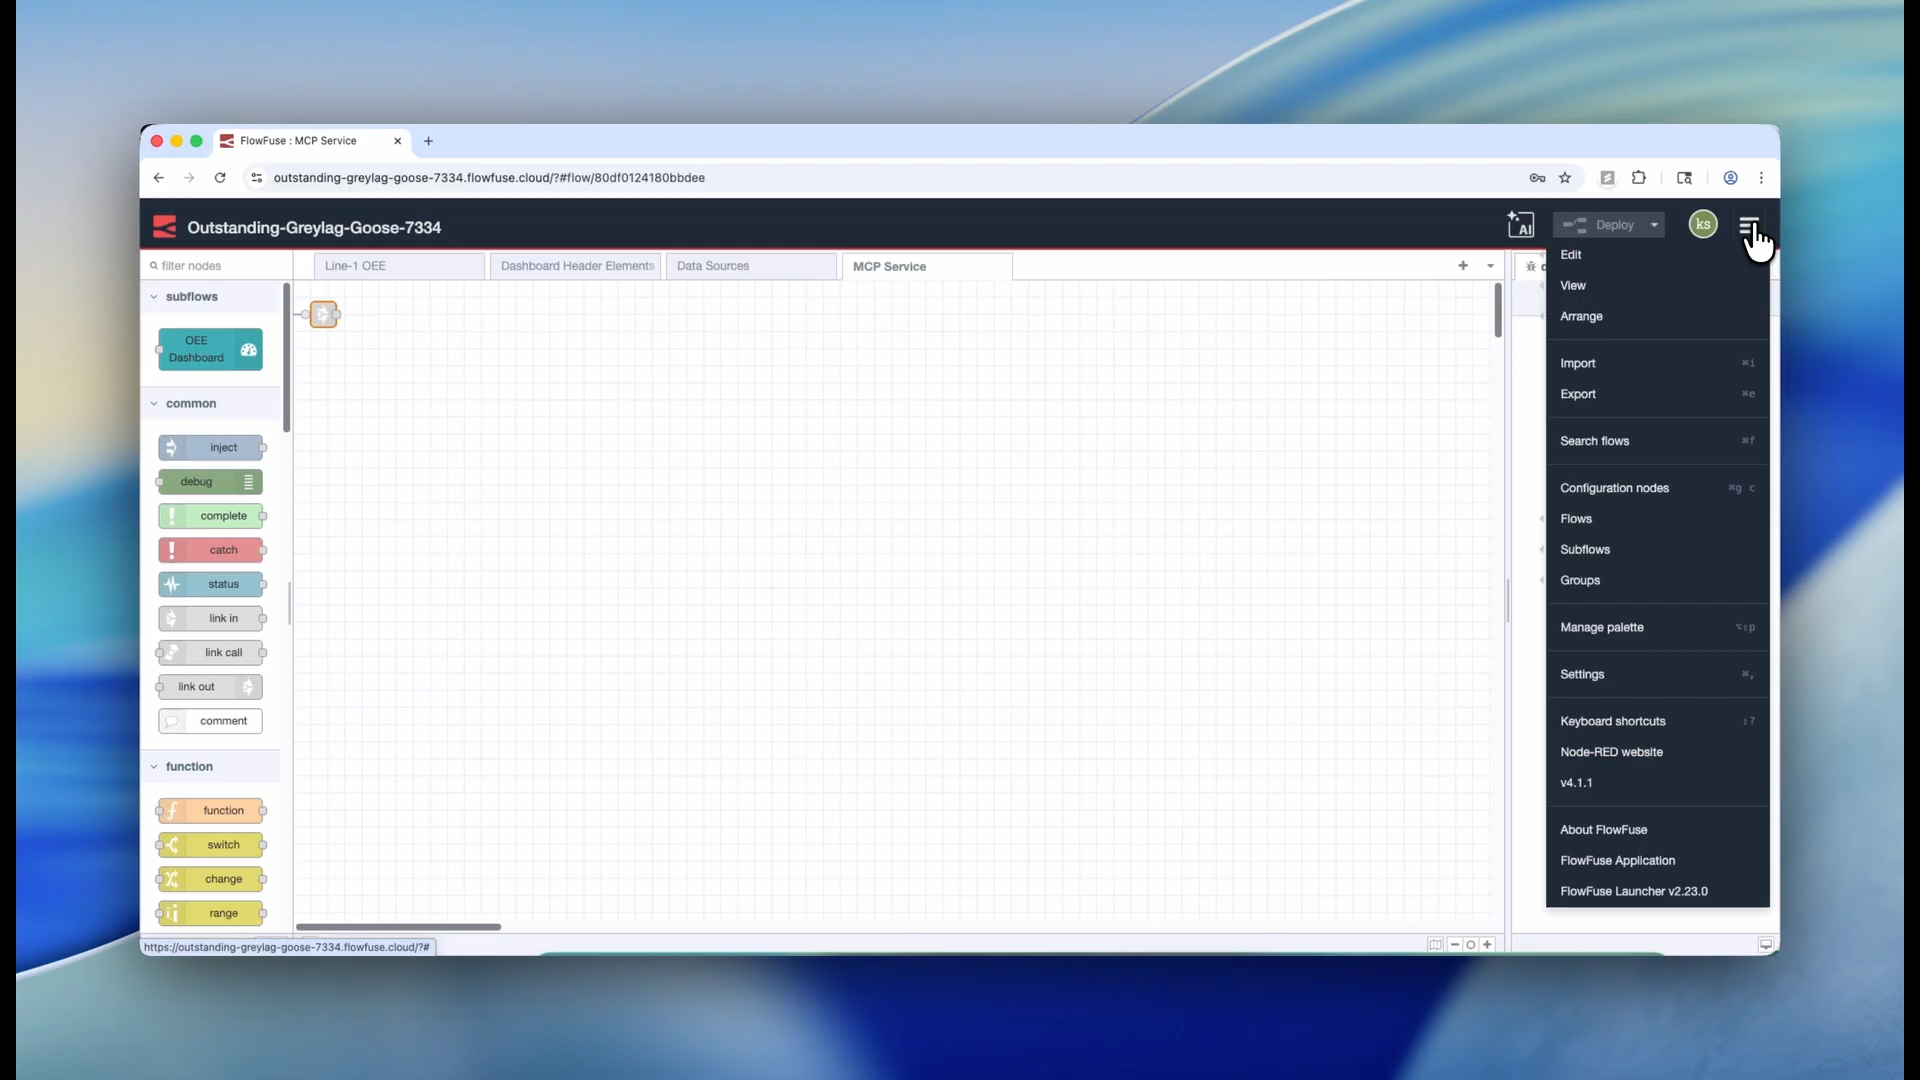 FlowFuse : MCP Service
outstanding-greylag-goose-7334.flowfuse.cloud/?#flow/80df0124180bbdee
Outstanding-Greylag-Goose-7334
AI
Deploy
ks
filter nodes
Line-1 OEE
Dashboard Header Elements
Data Sources
MCP Service
subflows
OEE
Dashboard
common
inject
debug
complete
catch
status
link in
link call
link out
comment
function
function
switch
change
range
Edit
View
Arrange
Import ⌘i
Export ⌘e
Search flows ⌘f
Configuration nodes ⌘g c
Flows
Subflows
Groups
Manage palette ⌥⇧p
Settings ⌘,
Keyboard shortcuts ⇧?
Node-RED website
v4.1.1
About FlowFuse
FlowFuse Application
FlowFuse Launcher v2.23.0
https://outstanding-greylag-goose-7334.flowfuse.cloud/?#